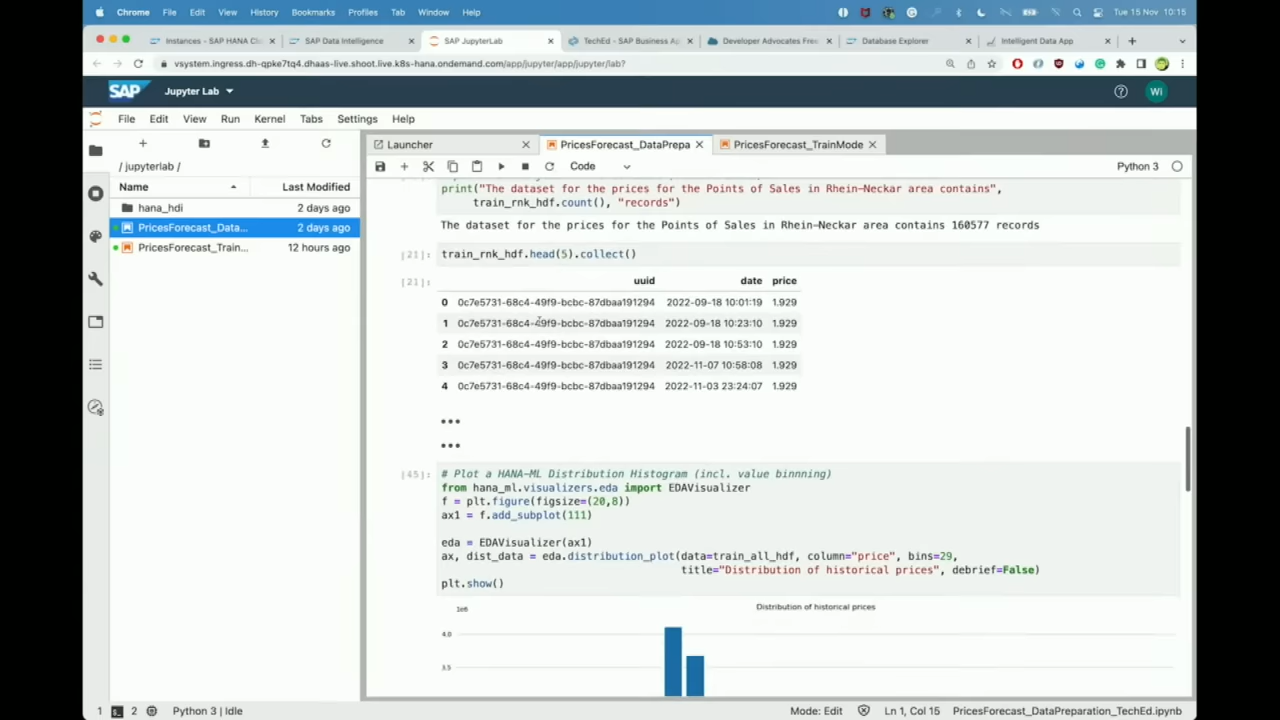 Chrome File Edit View History Bookmarks Profiles Tab Window Help Tue 15 Nov 10:15
Instances - SAP HANA Cl SAP Data Intelligence SAP JupyterLab TechEd - SAP Business Ap Developer Advocates Fre Database Explorer Intelligent Data App
vsystem.ingress.dh-qpke7tq4.dhaas-live.shoot.live.k8s-hana.ondemand.com/app/jupyter/app/jupyter/lab?
SAP Jupyter Lab WI
File Edit View Run Kernel Tabs Settings Help
Launcher PricesForecast_DataPrepa PricesForecast_TrainMode
Code Python 3
/ jupyterlab /
Name Last Modified
hana_hdi 2 days ago
PricesForecast_Data... 2 days ago
PricesForecast_Train... 12 hours ago
print("The dataset for the prices for the Points of Sales in Rhein-Neckar area contains",
train_rnk_hdf.count(), "records")
The dataset for the prices for the Points of Sales in Rhein-Neckar area contains 160577 records
[21]: train_rnk_hdf.head(5).collect()
[21]: uuid date price
0 0c7e5731-68c4-49f9-bcbc-87dbaa191294 2022-09-18 10:01:19 1.929
1 0c7e5731-68c4-49f9-bcbc-87dbaa191294 2022-09-18 10:23:10 1.929
2 0c7e5731-68c4-49f9-bcbc-87dbaa191294 2022-09-18 10:53:10 1.929
3 0c7e5731-68c4-49f9-bcbc-87dbaa191294 2022-11-07 10:58:08 1.929
4 0c7e5731-68c4-49f9-bcbc-87dbaa191294 2022-11-03 23:24:07 1.929
•••
•••
[45]: # Plot a HANA-ML Distribution Histogram (incl. value binnning)
from hana_ml.visualizers.eda import EDAVisualizer
f = plt.figure(figsize=(20,8))
ax1 = f.add_subplot(111)
eda = EDAVisualizer(ax1)
ax, dist_data = eda.distribution_plot(data=train_all_hdf, column="price", bins=29,
title="Distribution of historical prices", debrief=False)
plt.show()
1e6 Distribution of historical prices
4.0
3.5
1 2 Python 3 | Idle Mode: Edit Ln 1, Col 15 PricesForecast_DataPreparation_TechEd.ipynb